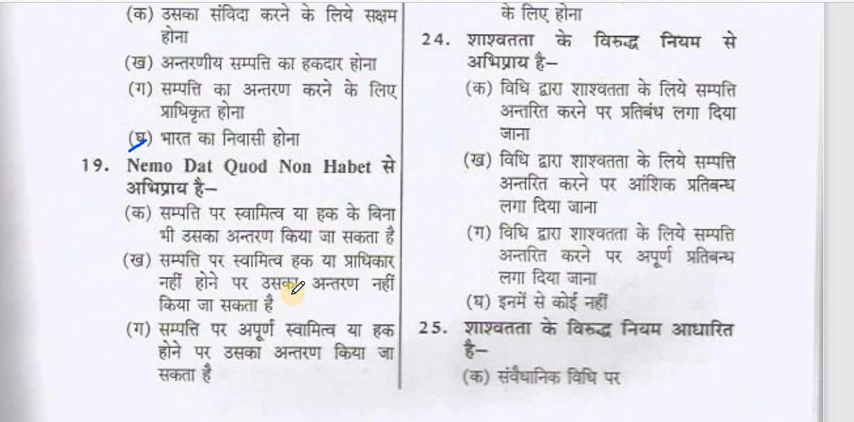 (क) उसका संविदा करने के लिये सक्षम
होना
(ख) अन्तरणीय सम्पत्ति का हकदार होना
(ग) सम्पत्ति का अन्तरण करने के लिए
प्राधिकृत होना
(घ) भारत का निवासी होना
19. Nemo Dat Quod Non Habet से
अभिप्राय है–
(क) सम्पत्ति पर स्वामित्व या हक के बिना
भी उसका अन्तरण किया जा सकता है
(ख) सम्पत्ति पर स्वामित्व हक या प्राधिकार
नहीं होने पर उसका अन्तरण नहीं
किया जा सकता है
(ग) सम्पत्ति पर अपूर्ण स्वामित्व या हक
होने पर उसका अन्तरण किया जा
सकता है
के लिए होना
24. शाश्वतता के विरुद्ध नियम से
अभिप्राय है–
(क) विधि द्वारा शाश्वतता के लिये सम्पत्ति
अन्तरित करने पर प्रतिबंध लगा दिया
जाना
(ख) विधि द्वारा शाश्वतता के लिये सम्पत्ति
अन्तरित करने पर आंशिक प्रतिबन्ध
लगा दिया जाना
(ग) विधि द्वारा शाश्वतता के लिये सम्पत्ति
अन्तरित करने पर अपूर्ण प्रतिबन्ध
लगा दिया जाना
(घ) इनमें से कोई नहीं
25. शाश्वतता के विरुद्ध नियम आधारित
है–
(क) संवैधानिक विधि पर